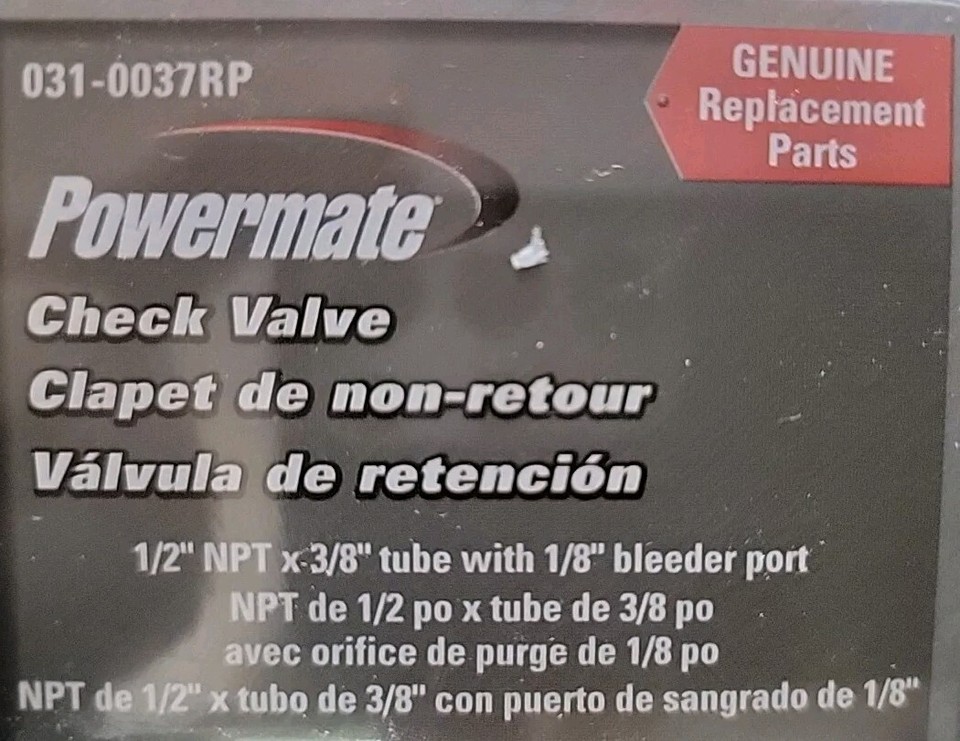 031-0037RP
GENUINE
Replacement
Parts
Powermate
Check Valve
Clapet de non-retour
Válvula de retención
1/2" NPT x 3/8" tube with 1/8" bleeder port
NPT de 1/2 po x tube de 3/8 po
avec orifice de purge de 1/8 po
NPT de 1/2" x tubo de 3/8" con puerto de sangrado de 1/8"